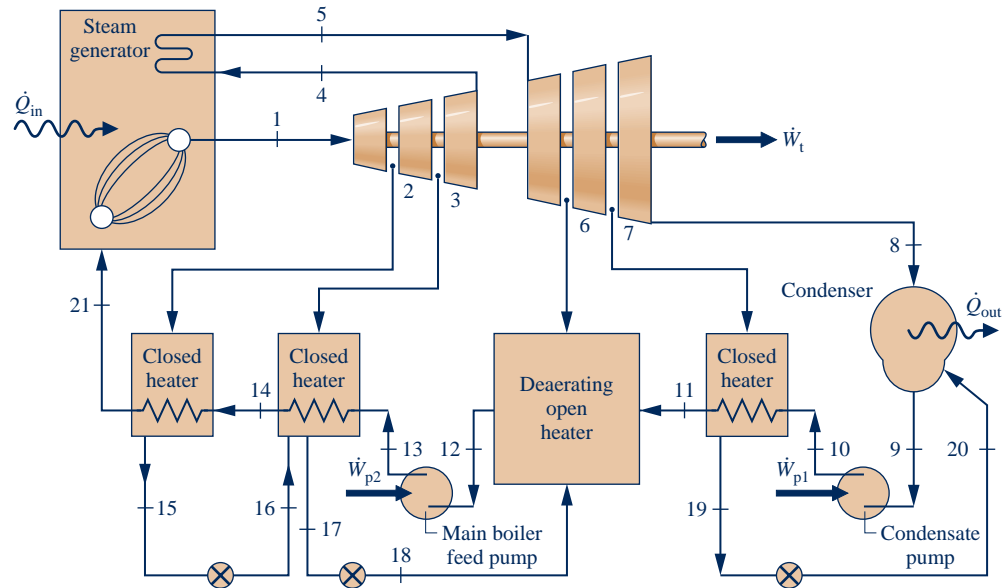 5
Steam
generator
4
Q̇in
1
Ẇt
2
3
6
7
8
Condenser
Q̇out
21
Closed
heater
14
Closed
heater
13
12
Deaerating
open
heater
11
Closed
heater
10
9
20
Ẇp2
Ẇp1
15
16
17
18
19
Main boiler
feed pump
Condensate
pump